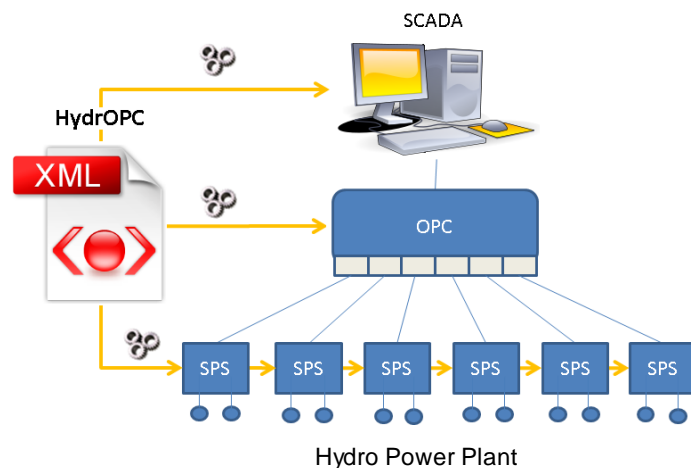 SCADA
HydrOPC
XML
OPC
SPS SPS SPS SPS SPS SPS
Hydro Power Plant